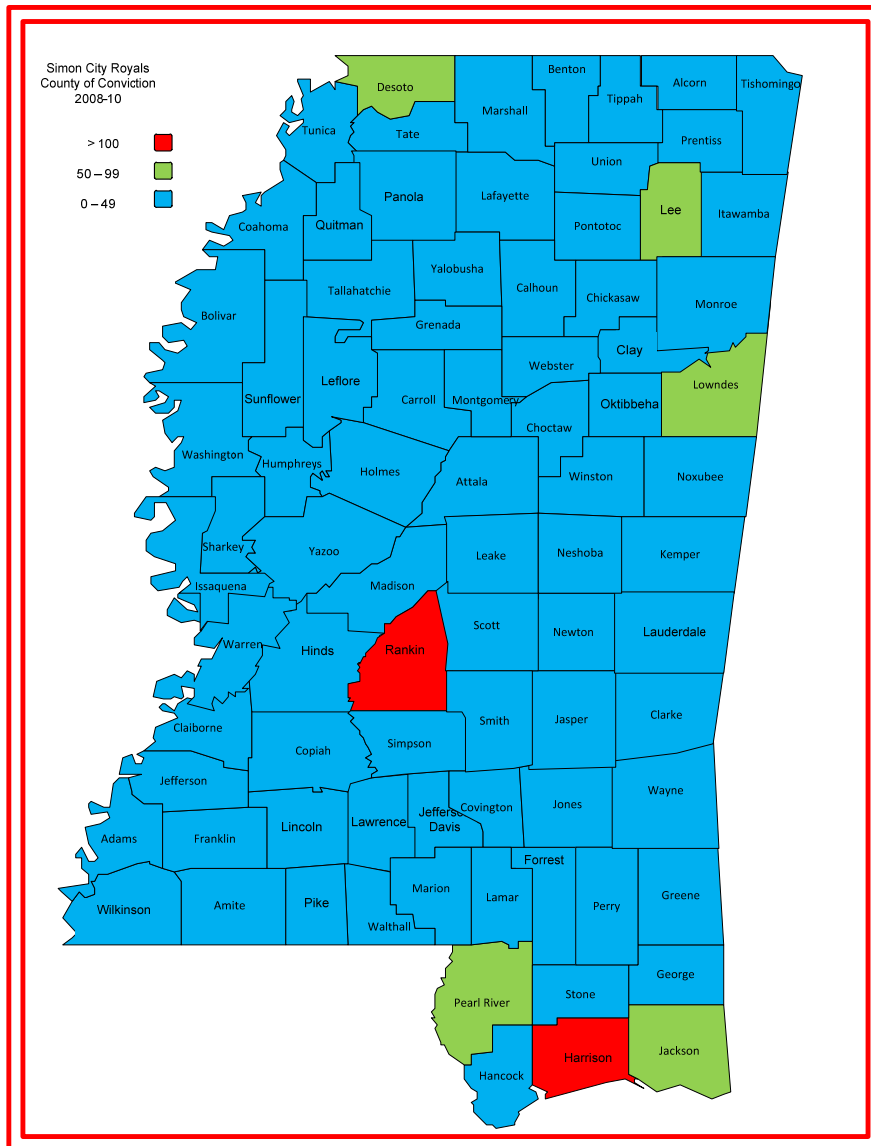 Simon City Royals
County of Conviction
2008-10
> 100
50 – 99
0 – 49
Desoto
Benton
Tippah
Alcorn
Tishomingo
Marshall
Tunica
Tate
Prentiss
Union
Panola
Lafayette
Lee
Itawamba
Coahoma
Quitman
Pontotoc
Yalobusha
Tallahatchie
Calhoun
Chickasaw
Monroe
Bolivar
Grenada
Clay
Webster
Leflore
Lowndes
Sunflower
Carroll
Montgomery
Oktibbeha
Choctaw
Washington
Humphreys
Holmes
Attala
Winston
Noxubee
Sharkey
Yazoo
Leake
Neshoba
Kemper
Issaquena
Madison
Scott
Newton
Lauderdale
Warren
Hinds
Rankin
Claiborne
Copiah
Simpson
Smith
Jasper
Clarke
Jefferson
Wayne
Adams
Franklin
Lincoln
Lawrence
Jefferso
Davis
Covington
Jones
Forrest
Wilkinson
Amite
Pike
Walthall
Marion
Lamar
Perry
Greene
George
Pearl River
Stone
Hancock
Harrison
Jackson